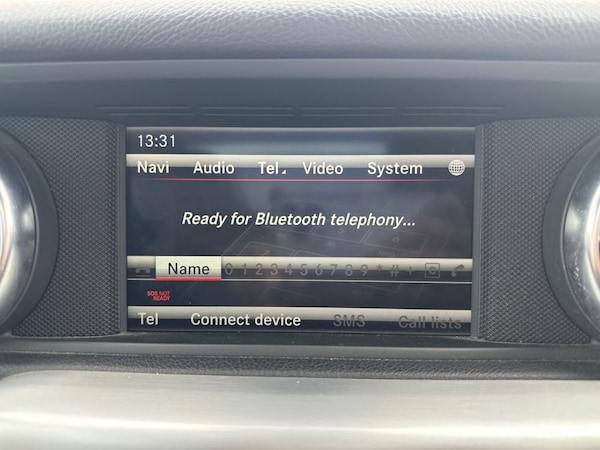 13:31
Navi Audio Tel Video System
Ready for Bluetooth telephony...
Name 0 1 2 3 4 5 6 7 8 9 * # +
SOS NOT
READY
Tel Connect device SMS Call lists